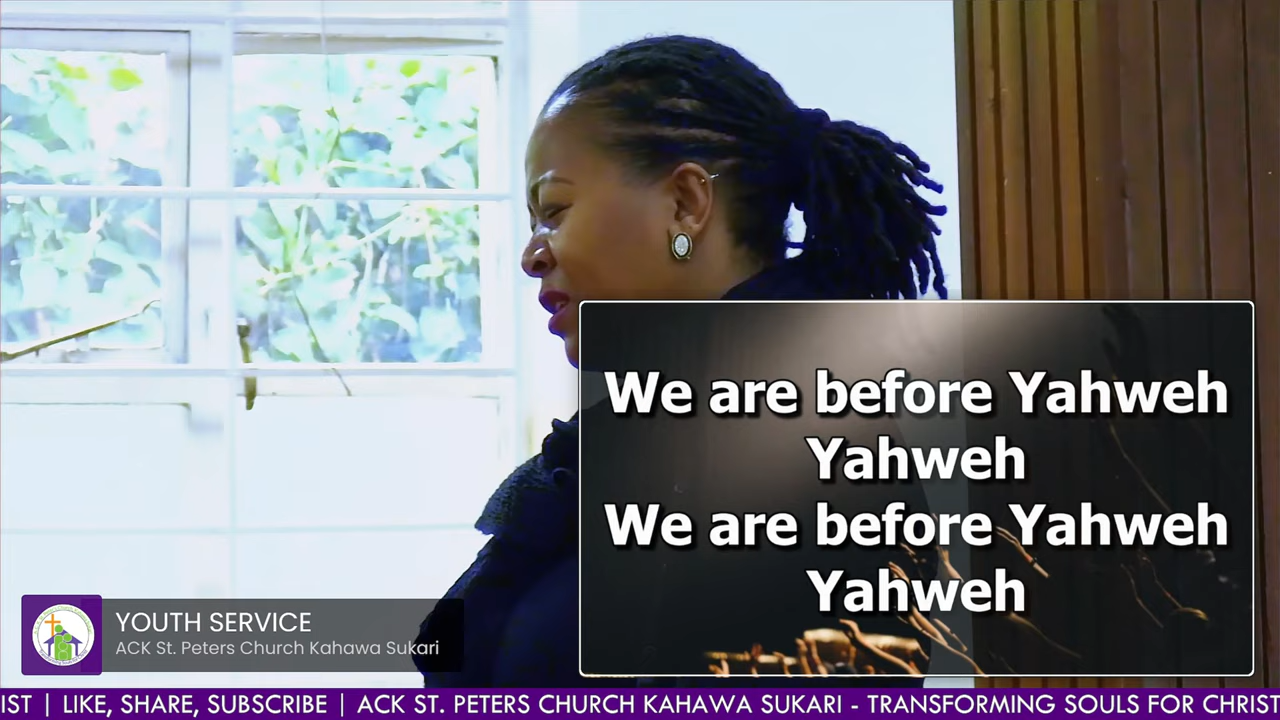 We are before Yahweh
Yahweh
We are before Yahweh
Yahweh
YOUTH SERVICE
ACK St. Peters Church Kahawa Sukari
IST | LIKE, SHARE, SUBSCRIBE | ACK ST. PETERS CHURCH KAHAWA SUKARI - TRANSFORMING SOULS FOR CHRIST